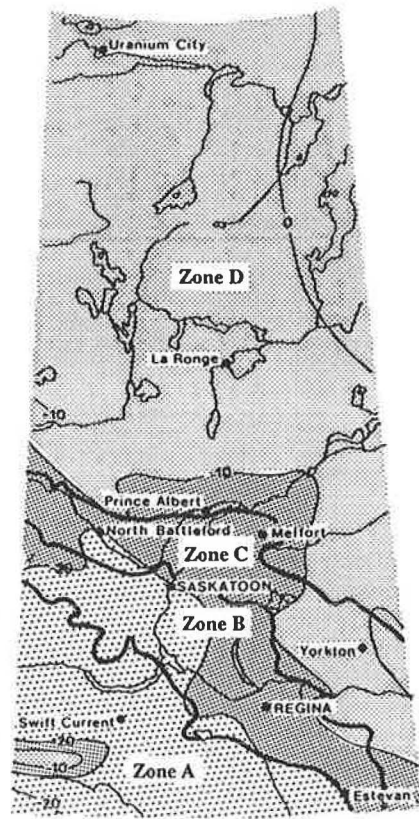 Uranium City
0
Zone D
La Ronge
-10
-10
Prince Albert
North Battleford
Melfort
Zone C
SASKATOON
Zone B
Yorkton
REGINA
Swift Current
-20
-10
Zone A
-20
Estevan